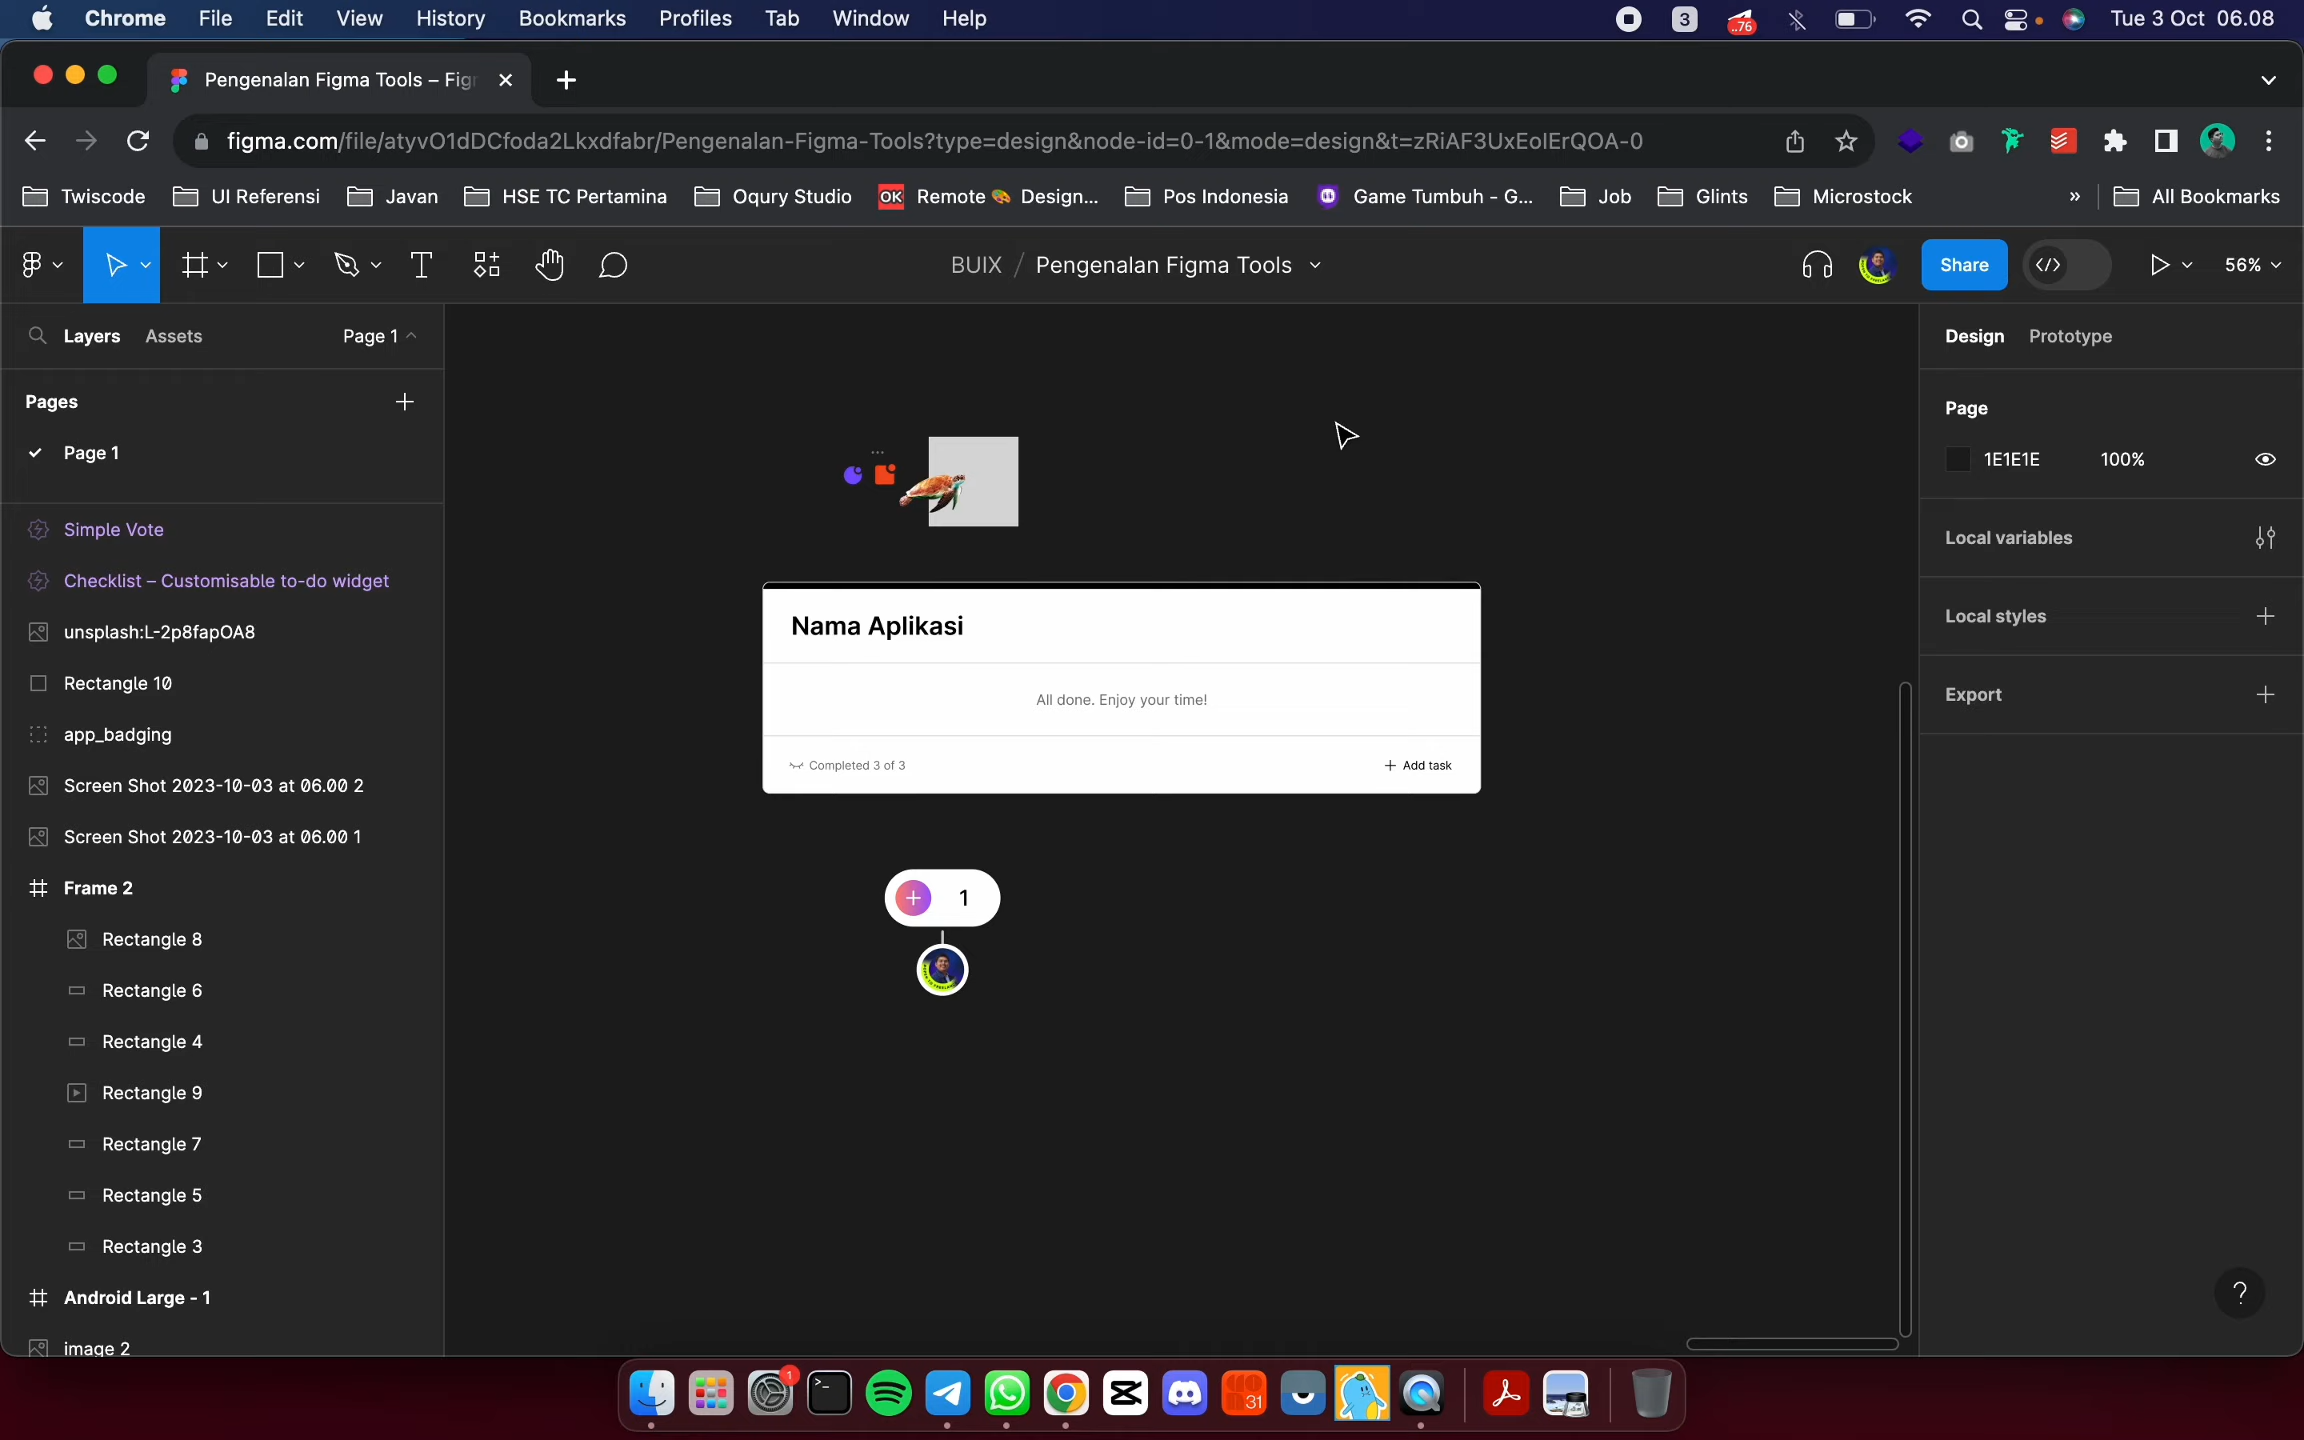 Chrome File Edit View History Bookmarks Profiles Tab Window Help 3 ..76 Tue 3 Oct 06.08
Pengenalan Figma Tools – Fig
figma.com/file/atyvO1dDCfoda2Lkxdfabr/Pengenalan-Figma-Tools?type=design&node-id=0-1&mode=design&t=zRiAF3UxEolErQOA-0
Twiscode UI Referensi Javan HSE TC Pertamina Oqury Studio OK Remote 🎨 Design... Pos Indonesia Game Tumbuh - G... Job Glints Microstock » All Bookmarks
BUIX / Pengenalan Figma Tools Share 56%
Layers Assets Page 1
Design Prototype
Pages
Page 1
Page
1E1E1E 100%
Local variables
Local styles
Export
Simple Vote
Checklist – Customisable to-do widget
unsplash:L-2p8fapOA8
Rectangle 10
app_badging
Screen Shot 2023-10-03 at 06.00 2
Screen Shot 2023-10-03 at 06.00 1
Frame 2
Rectangle 8
Rectangle 6
Rectangle 4
Rectangle 9
Rectangle 7
Rectangle 5
Rectangle 3
Android Large - 1
image 2
Nama Aplikasi
All done. Enjoy your time!
Completed 3 of 3
+ Add task
1
?
1
31